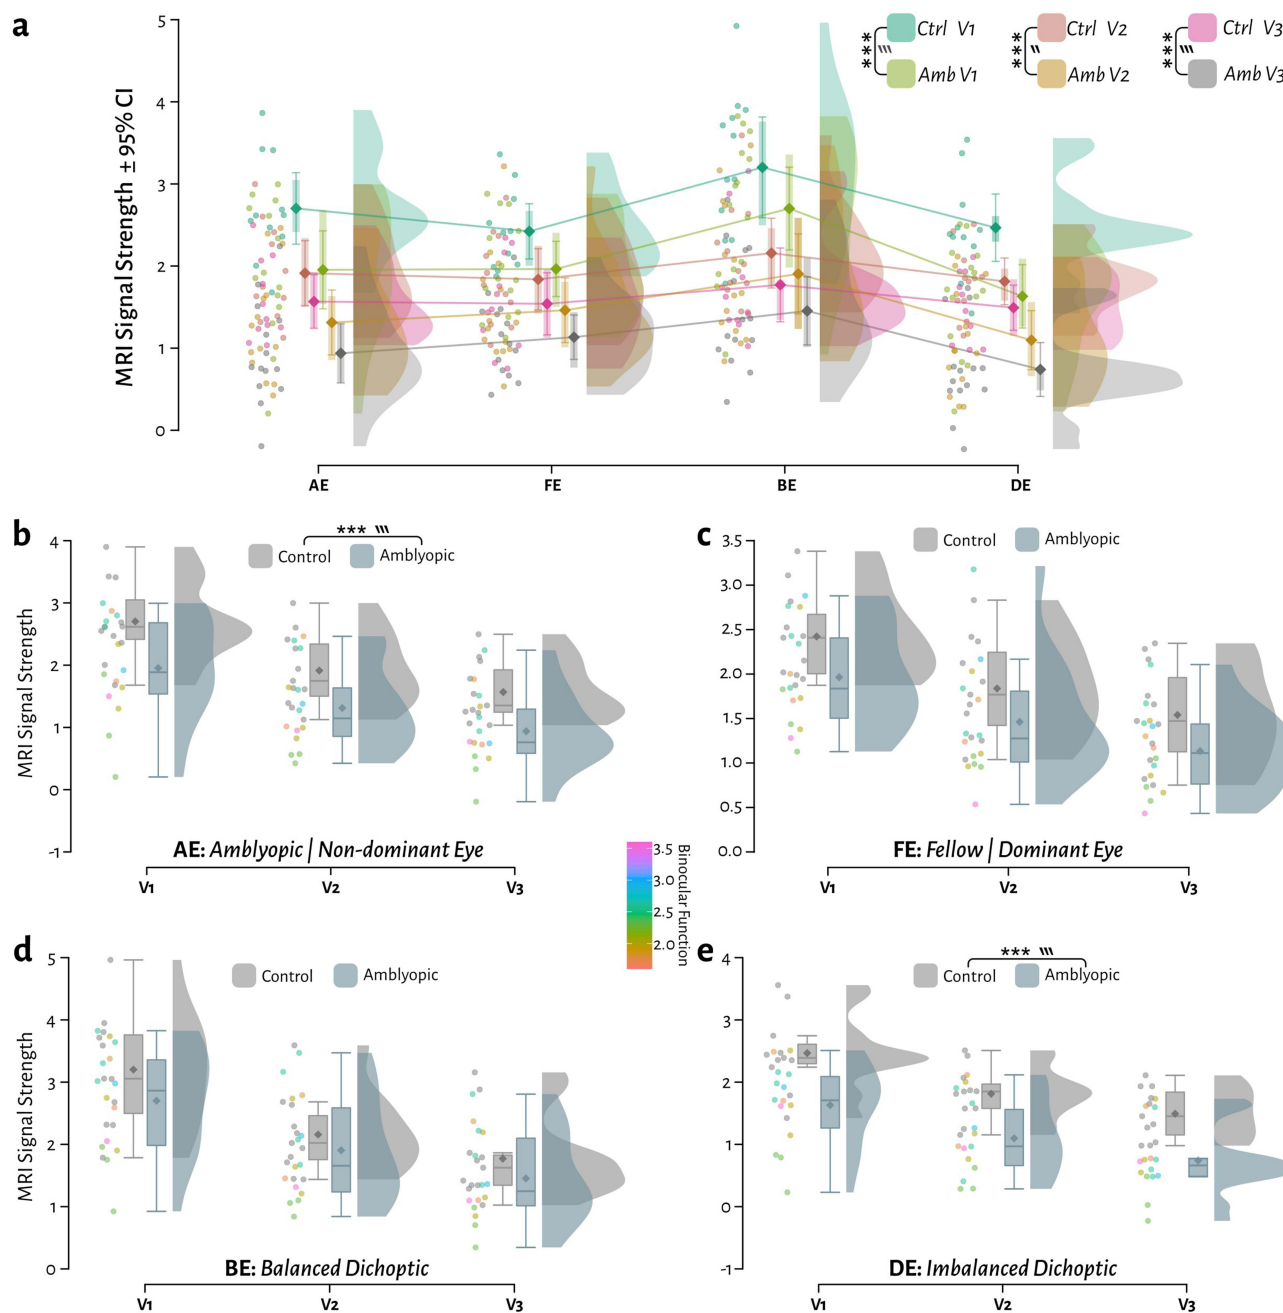 a
MRI Signal Strength ± 95% CI
5
4
3
2
1
0
Ctrl V1
Ctrl V2
Ctrl V3
***
***
***
Amb V1
Amb V2
Amb V3
AE
FE
BE
DE
b
MRI Signal Strength
4
3
2
1
0
-1
***
Control
Amblyopic
AE: Amblyopic | Non-dominant Eye
V1
V2
V3
c
3.5
3.0
2.5
2.0
1.5
1.0
0.5
0.0
Control
Amblyopic
FE: Fellow | Dominant Eye
V1
V2
V3
3.5
3.0
2.5
2.0
Binocular Function
d
MRI Signal Strength
5
4
3
2
1
0
Control
Amblyopic
BE: Balanced Dichoptic
V1
V2
V3
e
4
3
2
1
0
-1
***
Control
Amblyopic
DE: Imbalanced Dichoptic
V1
V2
V3